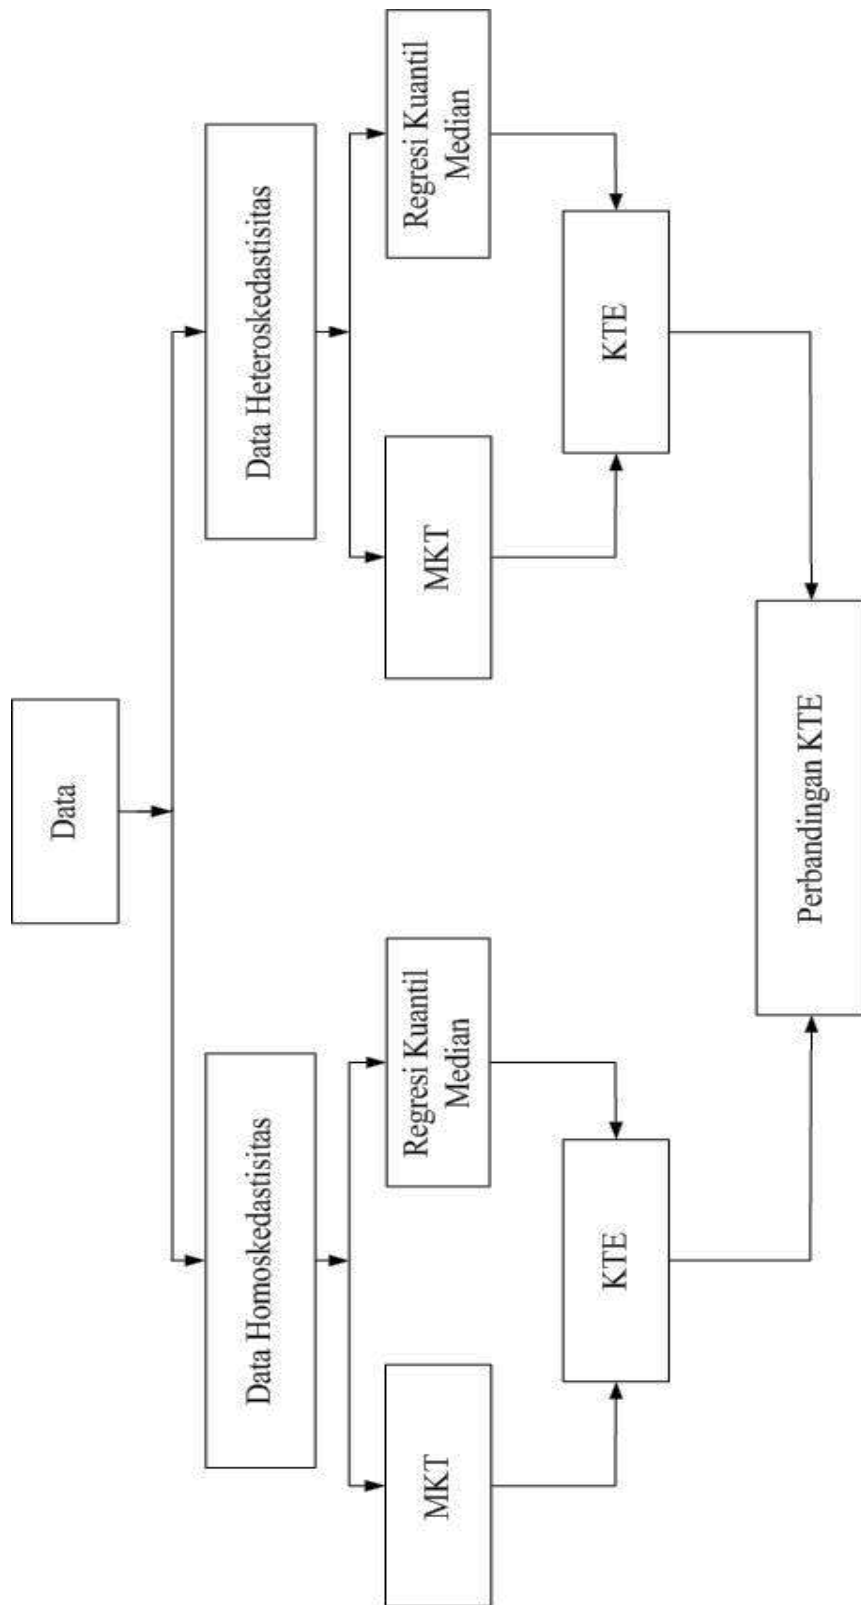 Data
Data Homoskedastisitas
Data Heteroskedastisitas
MKT
Regresi Kuantil
Median
MKT
Regresi Kuantil
Median
KTE
KTE
Perbandingan KTE